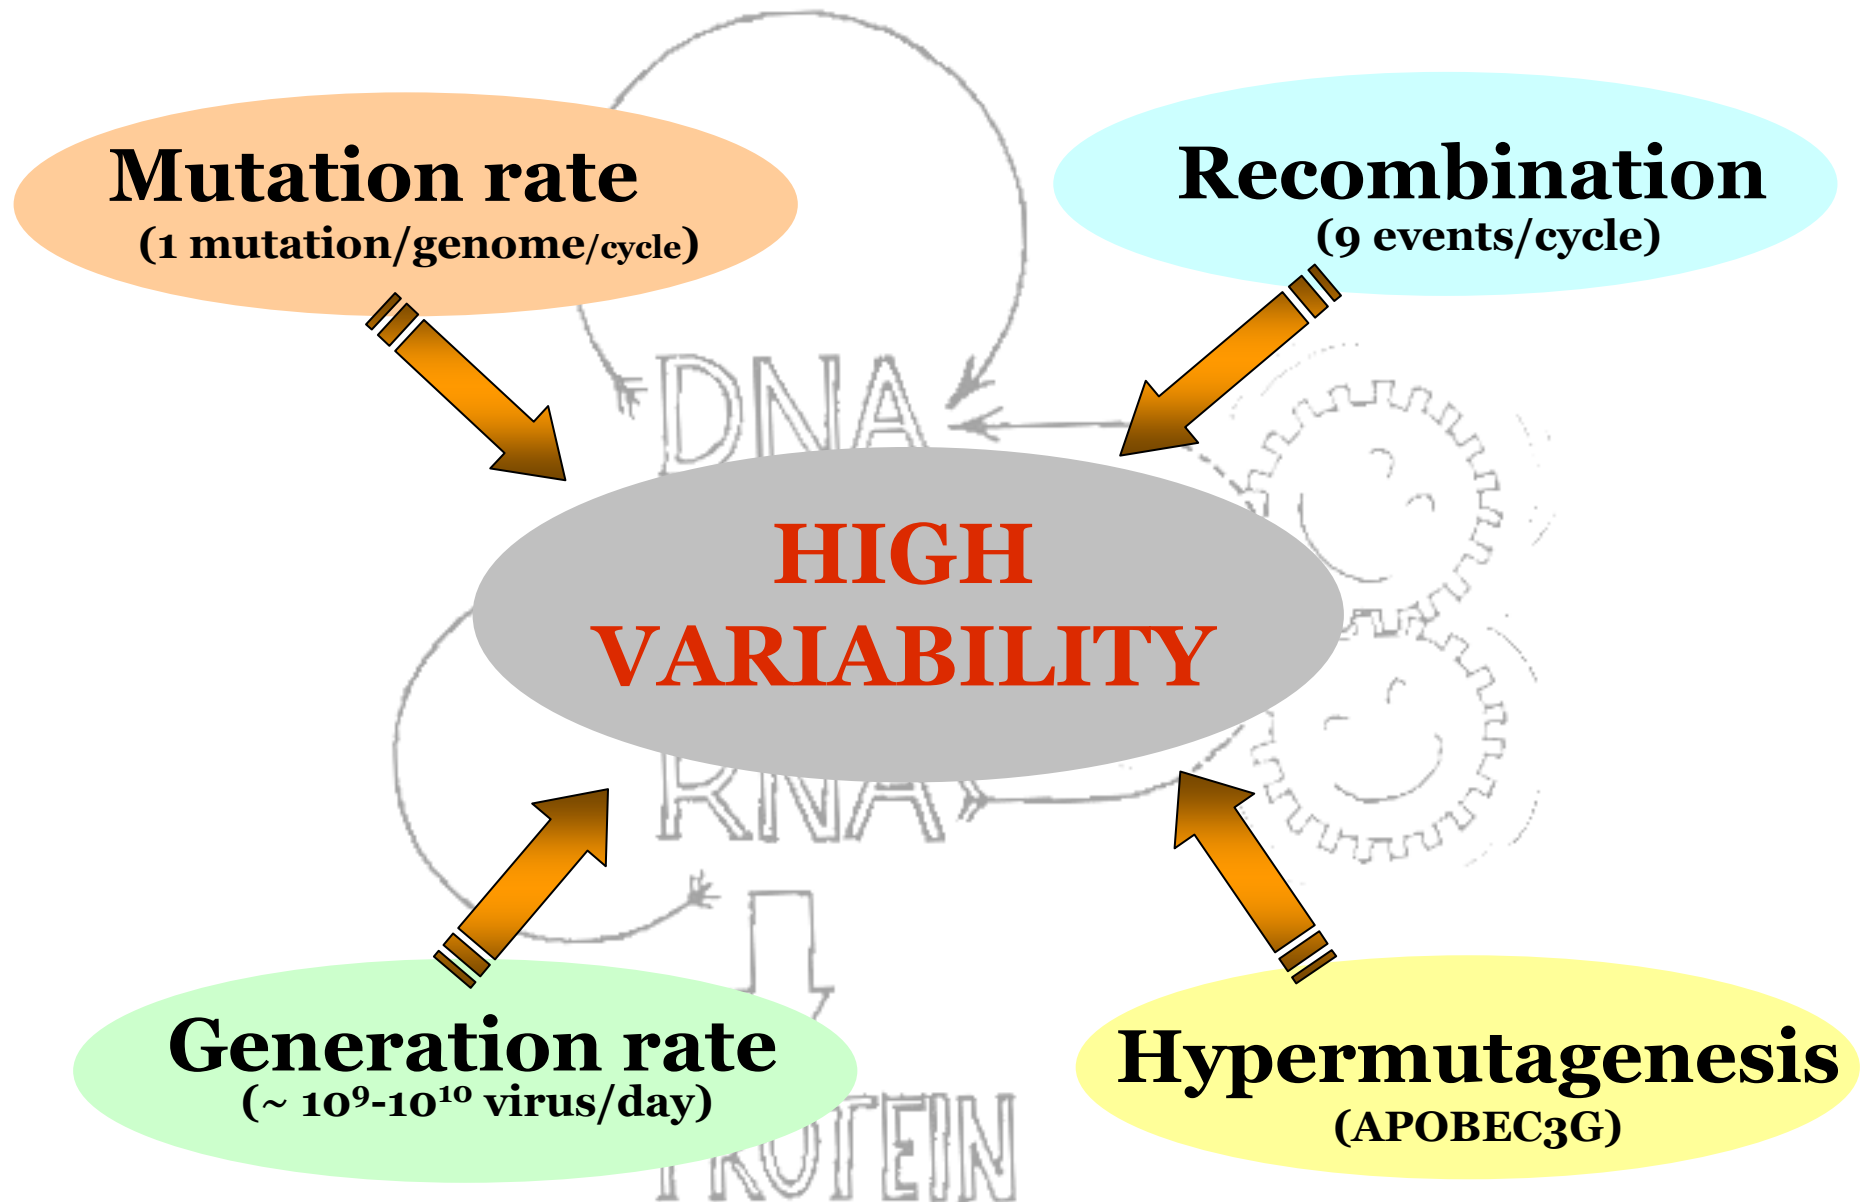 Mutation rate
(1 mutation/genome/cycle)
Recombination
(9 events/cycle)
DNA
HIGH
VARIABILITY
RNA
Generation rate
(~ 10⁹-10¹⁰ virus/day)
Hypermutagenesis
(APOBEC3G)
PROTEIN